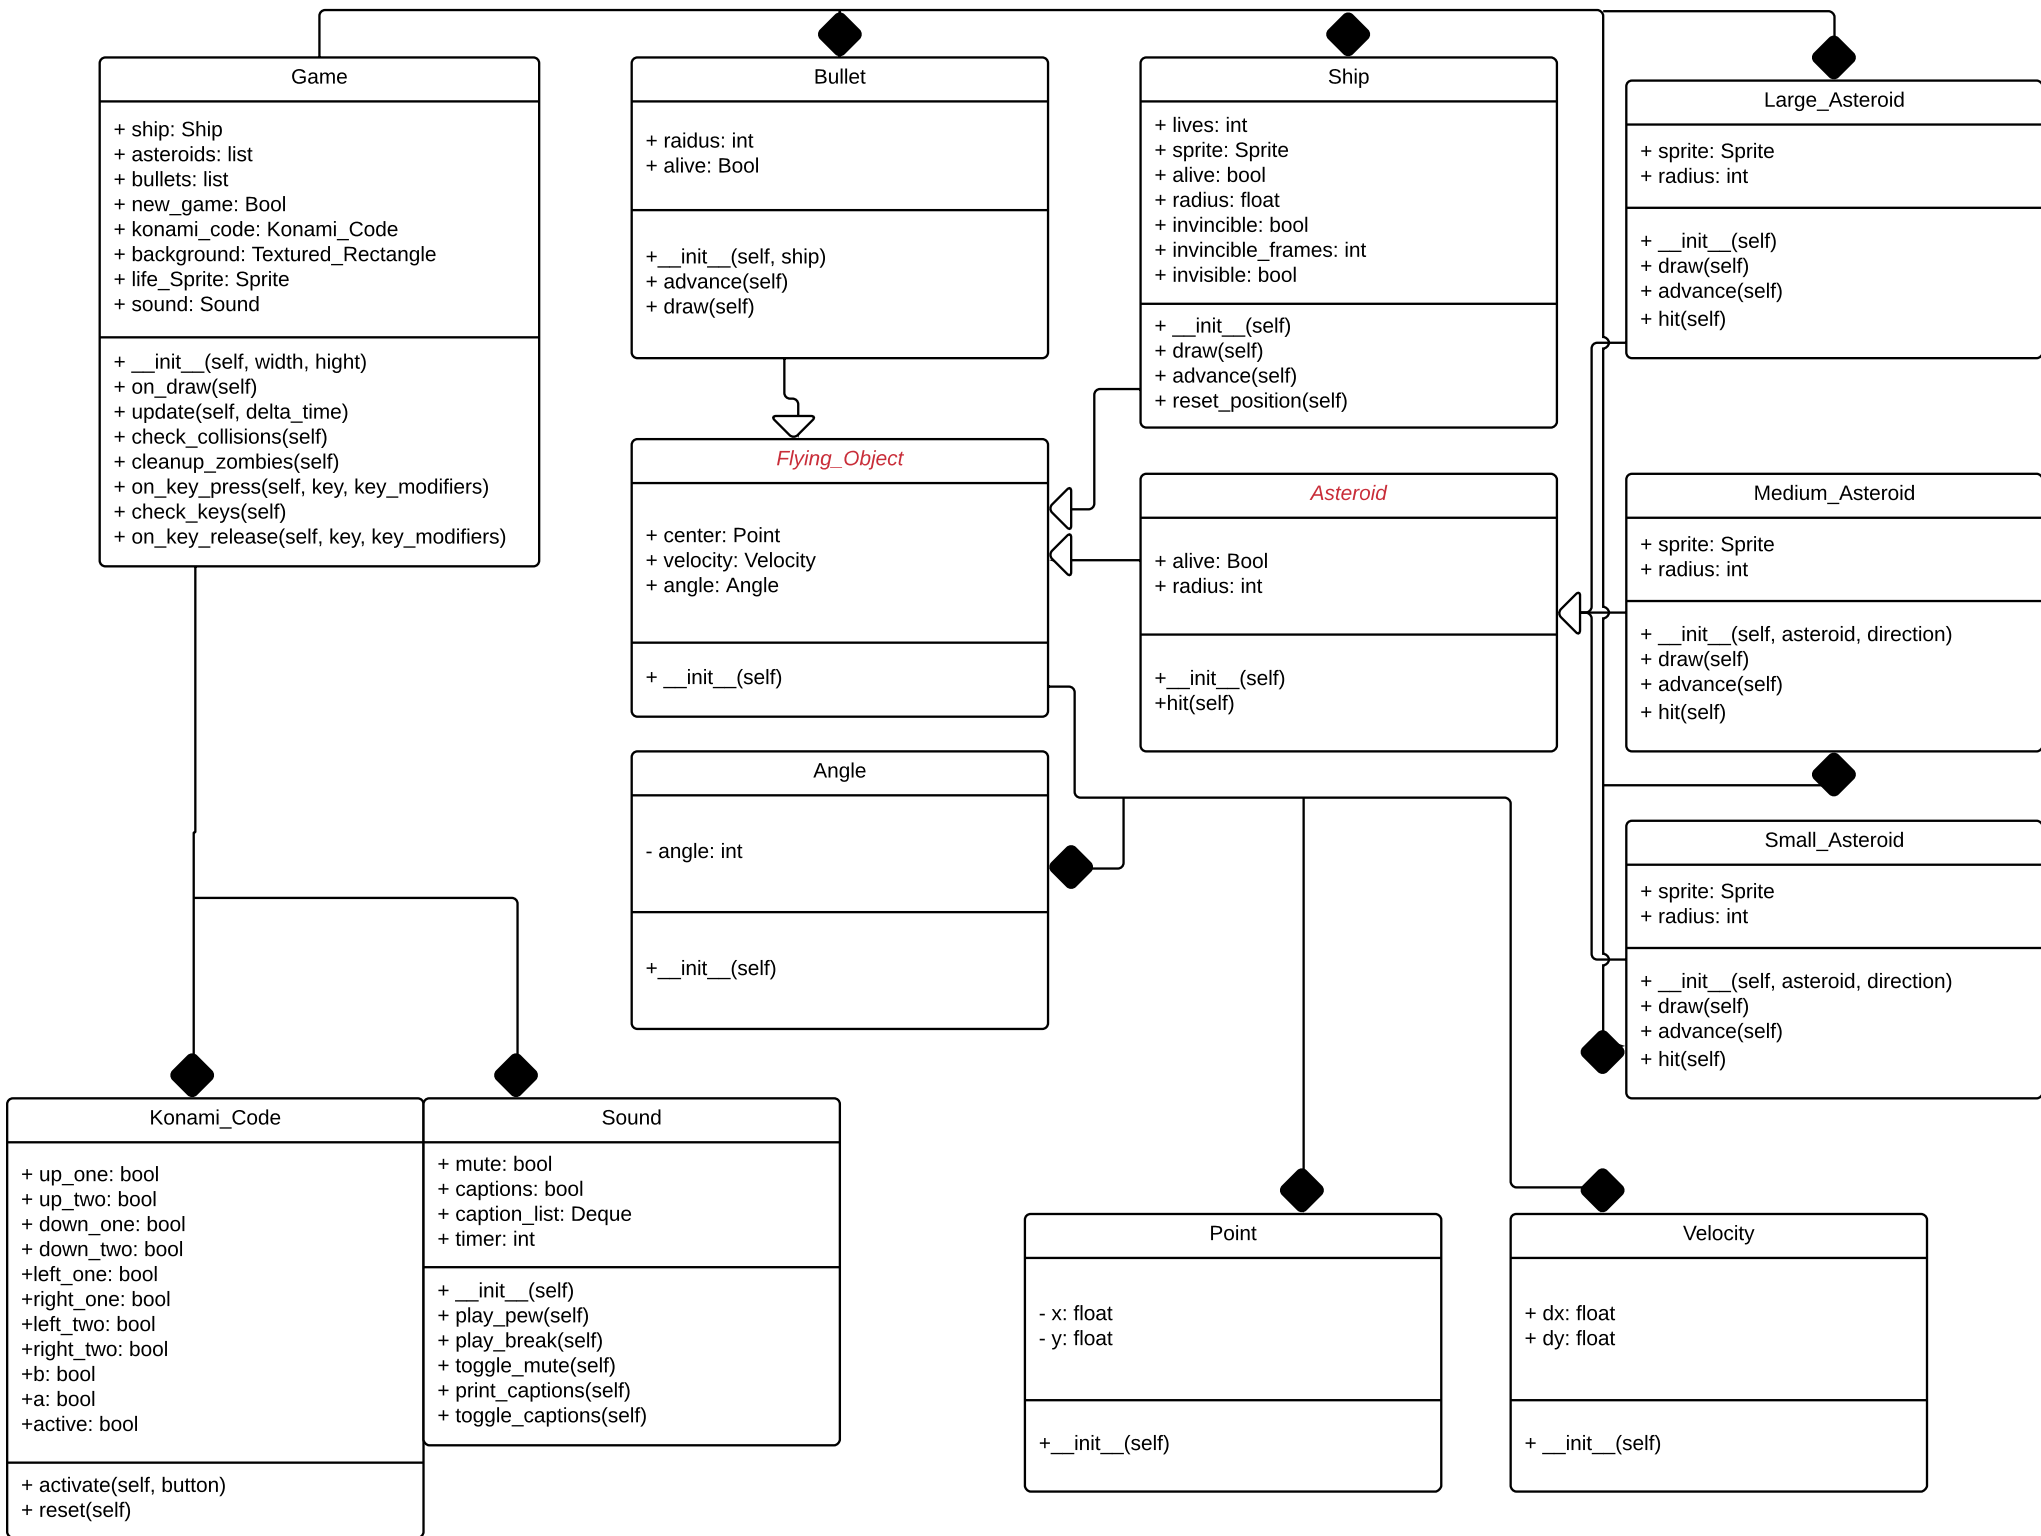 Game
+ ship: Ship
+ asteroids: list
+ bullets: list
+ new_game: Bool
+ konami_code: Konami_Code
+ background: Textured_Rectangle
+ life_Sprite: Sprite
+ sound: Sound
+ __init__(self, width, hight)
+ on_draw(self)
+ update(self, delta_time)
+ check_collisions(self)
+ cleanup_zombies(self)
+ on_key_press(self, key, key_modifiers)
+ check_keys(self)
+ on_key_release(self, key, key_modifiers)
Bullet
+ raidus: int
+ alive: Bool
+__init__(self, ship)
+ advance(self)
+ draw(self)
Ship
+ lives: int
+ sprite: Sprite
+ alive: bool
+ radius: float
+ invincible: bool
+ invincible_frames: int
+ invisible: bool
+ __init__(self)
+ draw(self)
+ advance(self)
+ reset_position(self)
Large_Asteroid
+ sprite: Sprite
+ radius: int
+ __init__(self)
+ draw(self)
+ advance(self)
+ hit(self)
Flying_Object
+ center: Point
+ velocity: Velocity
+ angle: Angle
+ __init__(self)
Asteroid
+ alive: Bool
+ radius: int
+__init__(self)
+hit(self)
Medium_Asteroid
+ sprite: Sprite
+ radius: int
+ __init__(self, asteroid, direction)
+ draw(self)
+ advance(self)
+ hit(self)
Angle
- angle: int
+__init__(self)
Small_Asteroid
+ sprite: Sprite
+ radius: int
+ __init__(self, asteroid, direction)
+ draw(self)
+ advance(self)
+ hit(self)
Konami_Code
+ up_one: bool
+ up_two: bool
+ down_one: bool
+ down_two: bool
+left_one: bool
+right_one: bool
+left_two: bool
+right_two: bool
+b: bool
+a: bool
+active: bool
+ activate(self, button)
+ reset(self)
Sound
+ mute: bool
+ captions: bool
+ caption_list: Deque
+ timer: int
+ __init__(self)
+ play_pew(self)
+ play_break(self)
+ toggle_mute(self)
+ print_captions(self)
+ toggle_captions(self)
Point
- x: float
- y: float
+__init__(self)
Velocity
+ dx: float
+ dy: float
+ __init__(self)